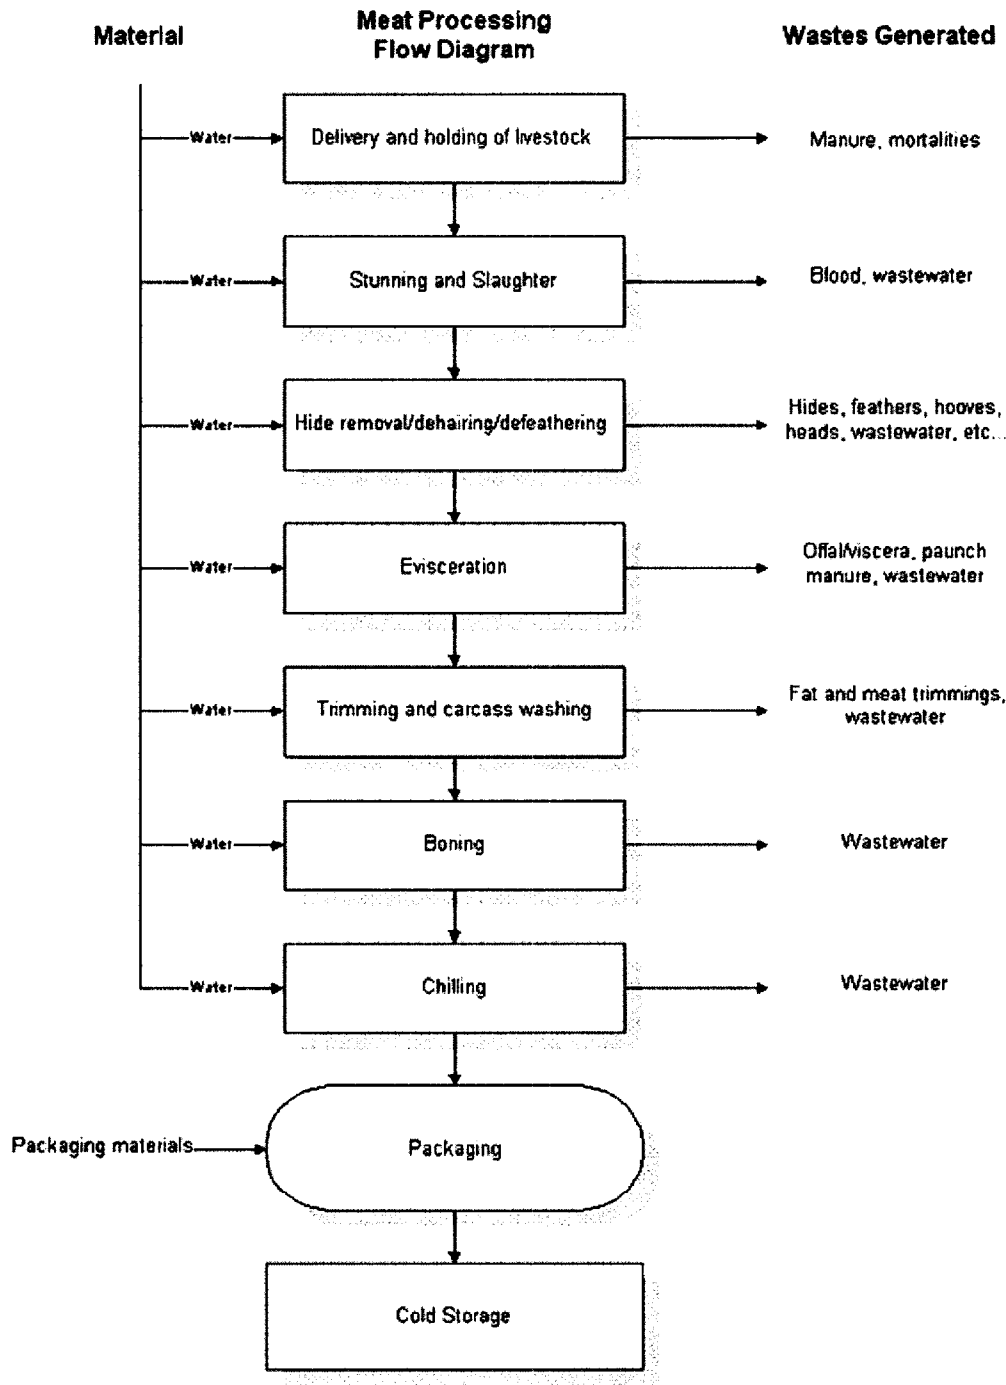 Material
Meat Processing
Flow Diagram
Wastes Generated
Water
Delivery and holding of livestock
Manure, mortalities
Water
Stunning and Slaughter
Blood, wastewater
Water
Hide removal/dehairing/defeathering
Hides, feathers, hooves,
heads, wastewater, etc...
Water
Evisceration
Offal/viscera, paunch
manure, wastewater
Water
Trimming and carcass washing
Fat and meat trimmings,
wastewater
Water
Boning
Wastewater
Water
Chilling
Wastewater
Packaging materials
Packaging
Cold Storage